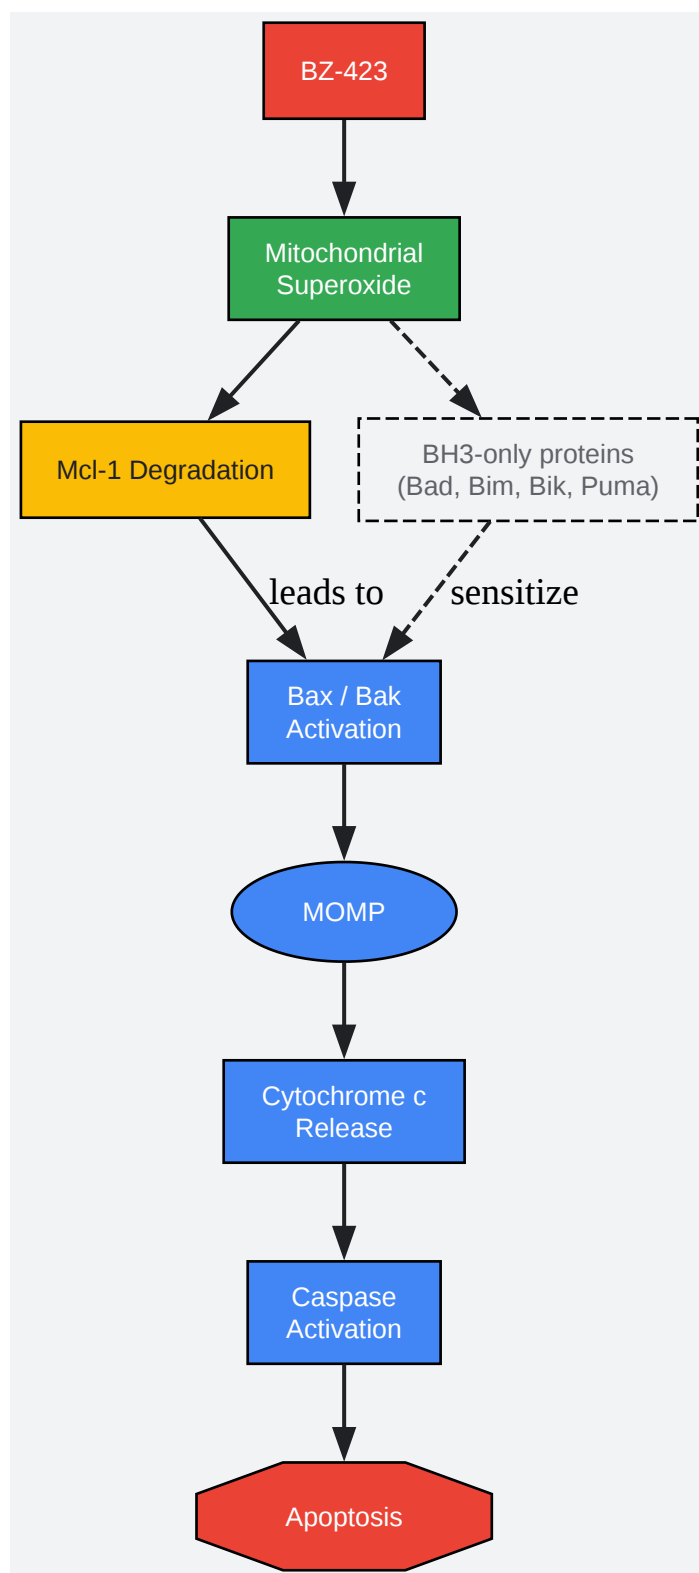 BZ-423
Mitochondrial
Superoxide
Mcl-1 Degradation
BH3-only proteins
(Bad, Bim, Bik, Puma)
leads to
sensitize
Bax / Bak
Activation
MOMP
Cytochrome c
Release
Caspase
Activation
Apoptosis